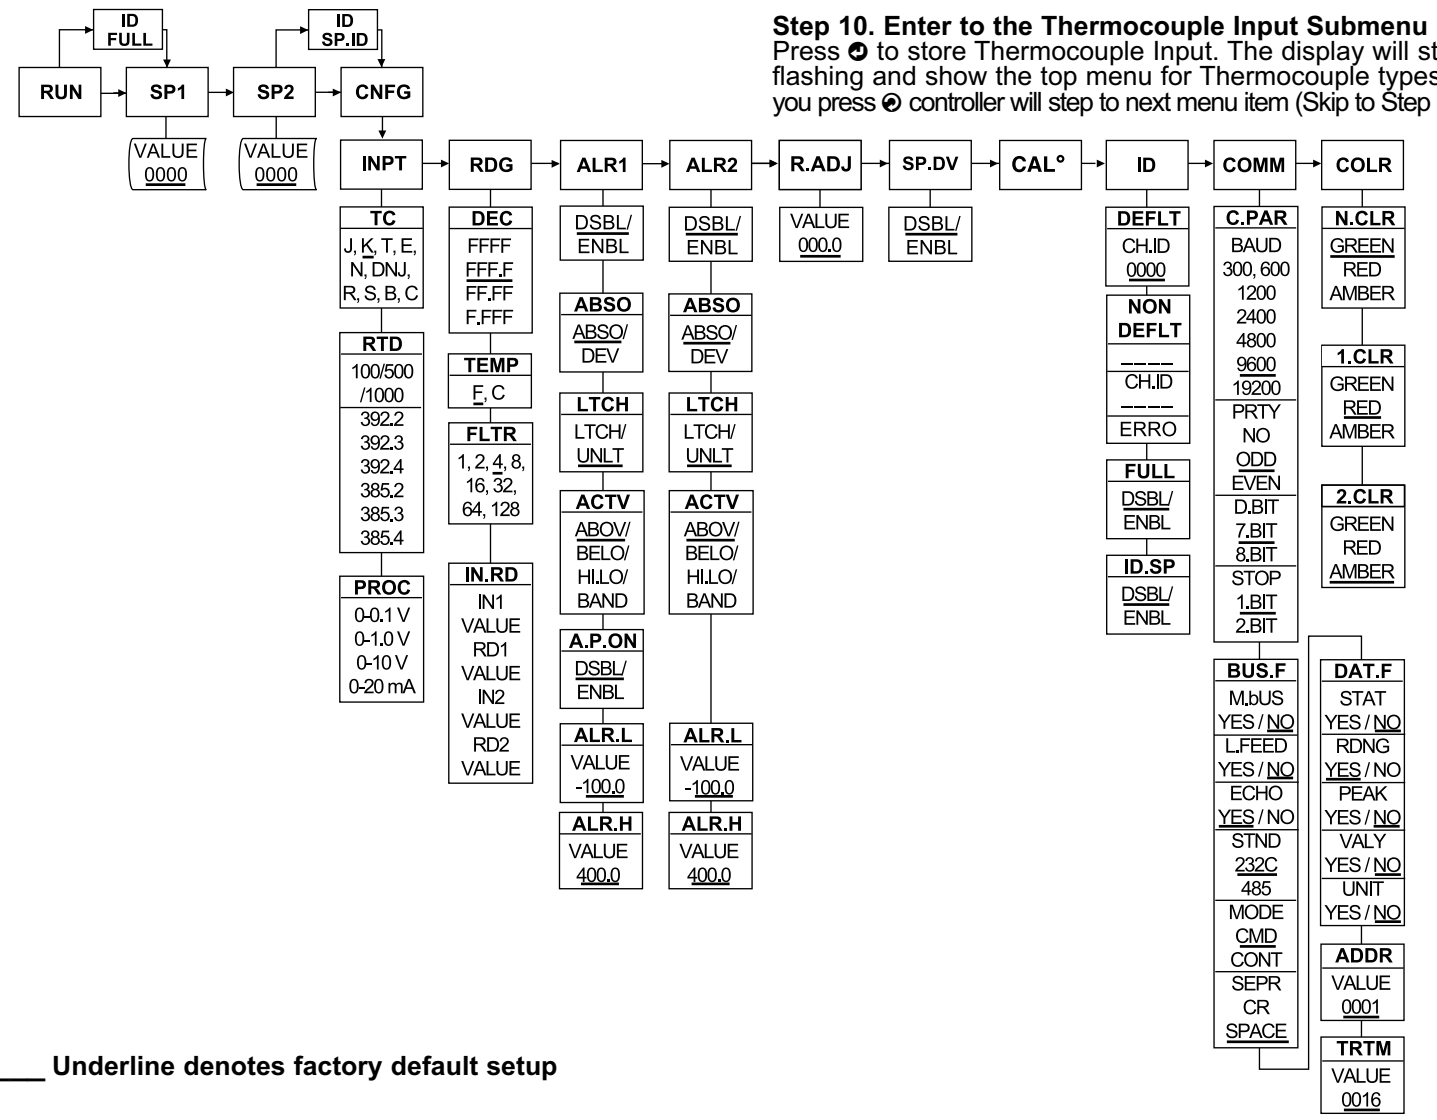 ID
FULL
ID
SP.ID
RUN
SP1
SP2
CNFG
VALUE
0000
VALUE
0000
Step 10. Enter to the Thermocouple Input Submenu
Press to store Thermocouple Input. The display will st
flashing and show the top menu for Thermocouple types
you press controller will step to next menu item (Skip to Step
INPT
RDG
ALR1
ALR2
R.ADJ
SP.DV
CAL°
ID
COMM
COLR
TC
J, K, T, E,
N, DNJ,
R, S, B, C
RTD
100/500
/1000
392.2
392.3
392.4
385.2
385.3
385.4
PROC
0-0.1 V
0-1.0 V
0-10 V
0-20 mA
DEC
FFFF
FFF.F
FF.FF
F.FFF
TEMP
F, C
FLTR
1, 2, 4, 8,
16, 32,
64, 128
IN.RD
IN1
VALUE
RD1
VALUE
IN2
VALUE
RD2
VALUE
DSBL/
ENBL
ABSO
ABSO/
DEV
LTCH
LTCH/
UNLT
ACTV
ABOV/
BELO/
HI.LO/
BAND
A.P.ON
DSBL/
ENBL
ALR.L
VALUE
-100.0
ALR.H
VALUE
400.0
DSBL/
ENBL
ABSO
ABSO/
DEV
LTCH
LTCH/
UNLT
ACTV
ABOV/
BELO/
HI.LO/
BAND
ALR.L
VALUE
-100.0
ALR.H
VALUE
400.0
VALUE
000.0
DSBL/
ENBL
DEFLT
CH.ID
0000
NON
DEFLT
____
CH.ID
____
ERRO
FULL
DSBL/
ENBL
ID.SP
DSBL/
ENBL
C.PAR
BAUD
300, 600
1200
2400
4800
9600
19200
PRTY
NO
ODD
EVEN
D.BIT
7.BIT
8.BIT
STOP
1.BIT
2.BIT
BUS.F
M.bUS
YES / NO
L.FEED
YES / NO
ECHO
YES / NO
STND
232C
485
MODE
CMD
CONT
SEPR
CR
SPACE
N.CLR
GREEN
RED
AMBER
1.CLR
GREEN
RED
AMBER
2.CLR
GREEN
RED
AMBER
DAT.F
STAT
YES / NO
RDNG
YES / NO
PEAK
YES / NO
VALY
YES / NO
UNIT
YES / NO
ADDR
VALUE
0001
TRTM
VALUE
0016
___ Underline denotes factory default setup